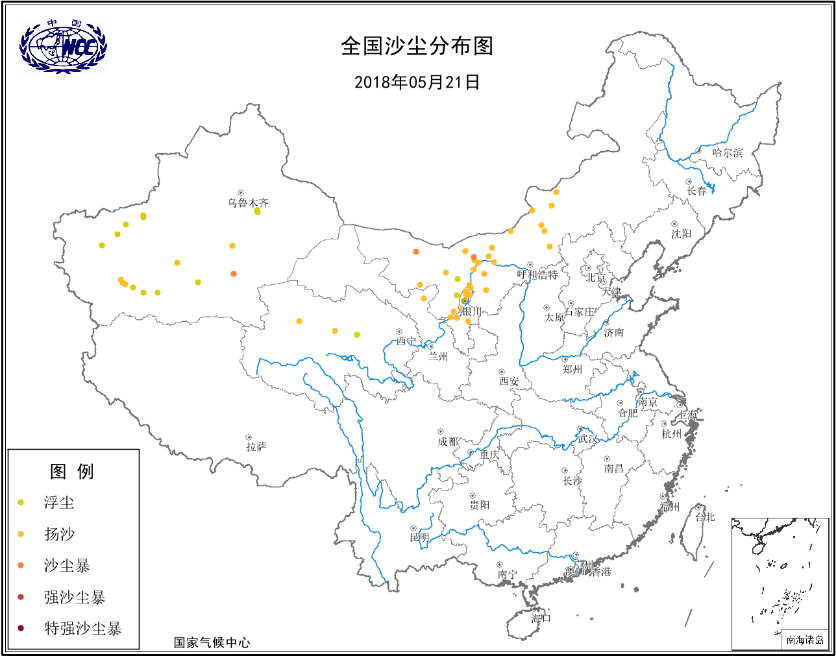 中国
NCC
全国沙尘分布图
2018年05月21日
哈尔滨
长春
乌鲁木齐
沈阳
呼和浩特
北京
天津
银川
太原
石家庄
济南
西宁
兰州
郑州
西安
南京
合肥
上海
拉萨
成都
武汉
杭州
重庆
南昌
长沙
贵阳
福州
台北
昆明
香港
南宁
海口
图 例
浮尘
扬沙
沙尘暴
强沙尘暴
特强沙尘暴
国家气候中心
南海诸岛